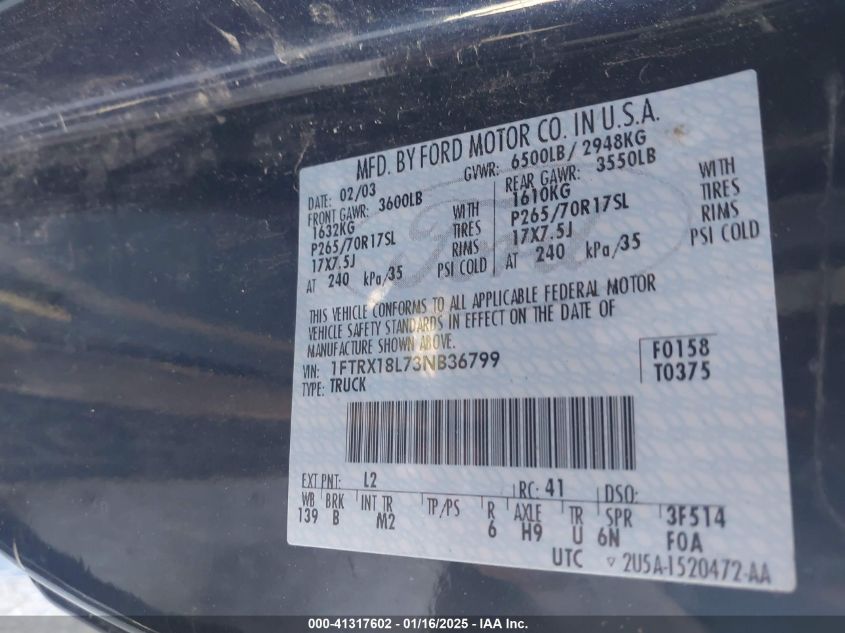 MFD. BY FORD MOTOR CO. IN U.S.A.
DATE: 02/03 GVWR: 6500LB / 2948KG
FRONT GAWR: 3600LB REAR GAWR: 3550LB
1632KG WITH 1610KG WITH
P265/70R17SL TIRES P265/70R17SL TIRES
17X7.5J RIMS 17X7.5J RIMS
AT 240 kPa/35 PSI COLD AT 240 kPa/35 PSI COLD
Ford
THIS VEHICLE CONFORMS TO ALL APPLICABLE FEDERAL MOTOR
VEHICLE SAFETY STANDARDS IN EFFECT ON THE DATE OF
MANUFACTURE SHOWN ABOVE.
VIN: 1FTRX18L73NB36799 F0158
TYPE: TRUCK T0375
EXT PNT: L2 RC: 41 DSO:
WB BRK INT TR TP/PS R AXLE TR SPR 3F514
139 B M2 6 H9 U 6N F0A
UTC ▽ 2U5A-1520472-AA
000-41317602 - 01/16/2025 - IAA Inc.